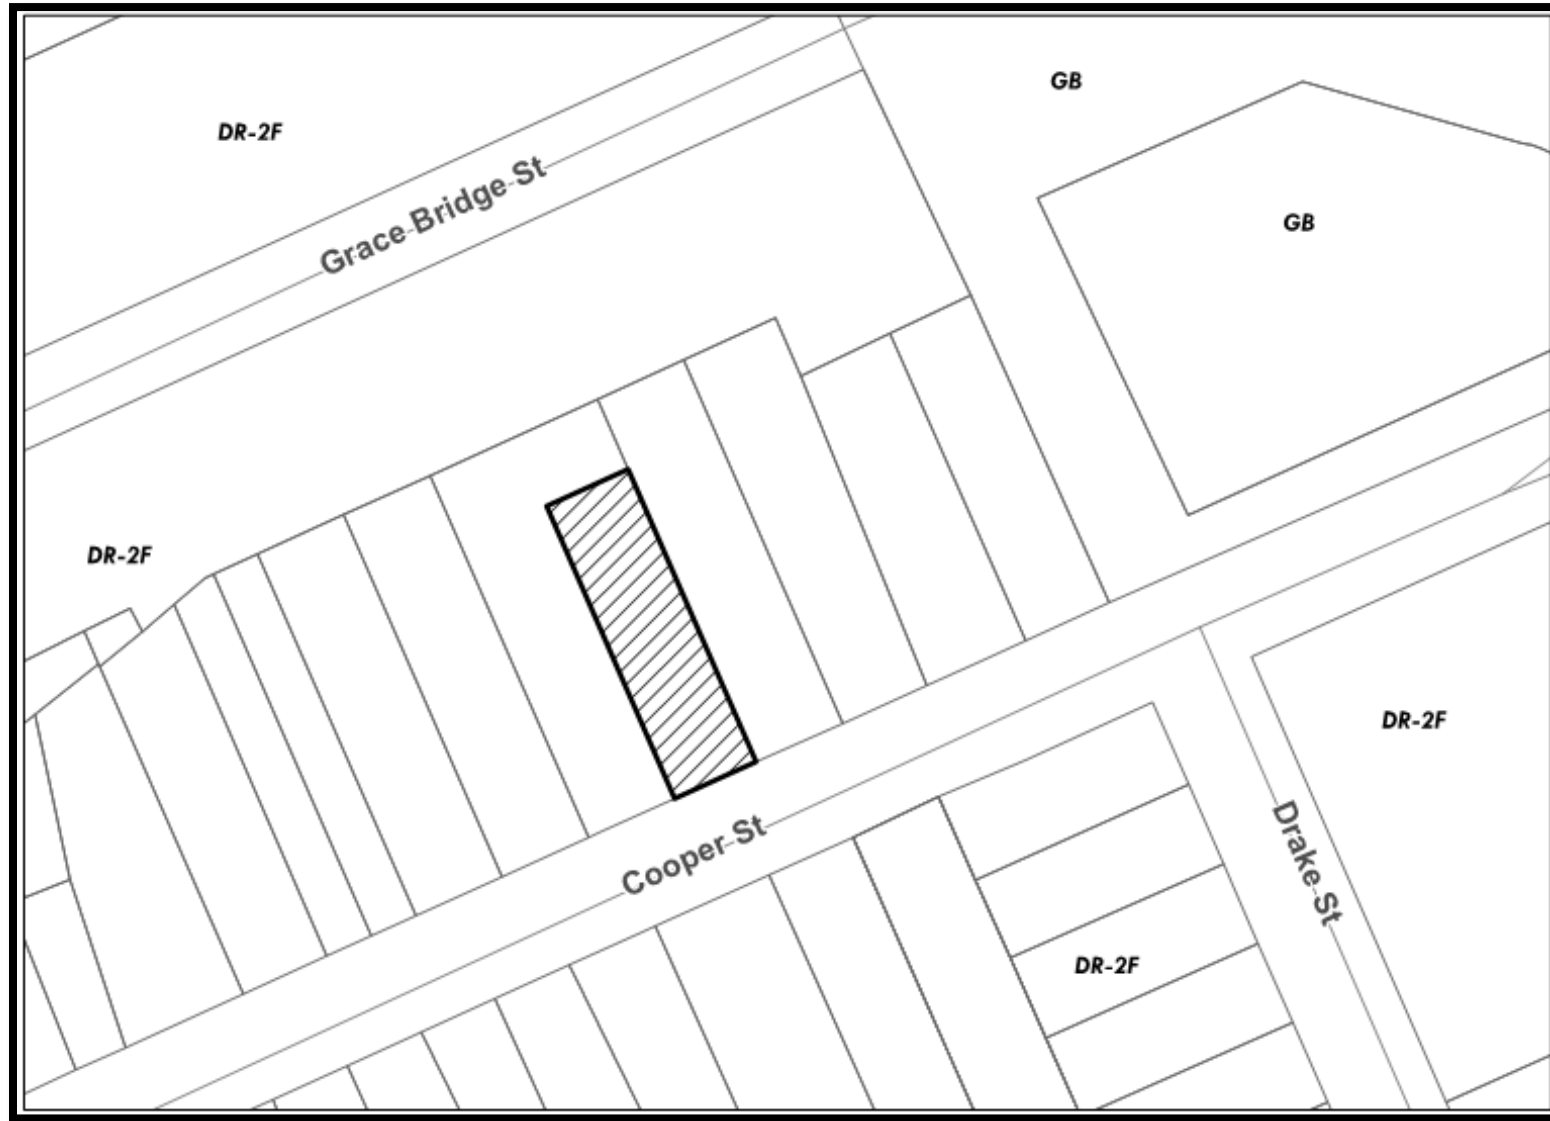 GB
DR-2F
Grace Bridge St
GB
DR-2F
DR-2F
Cooper St
Drake St
DR-2F